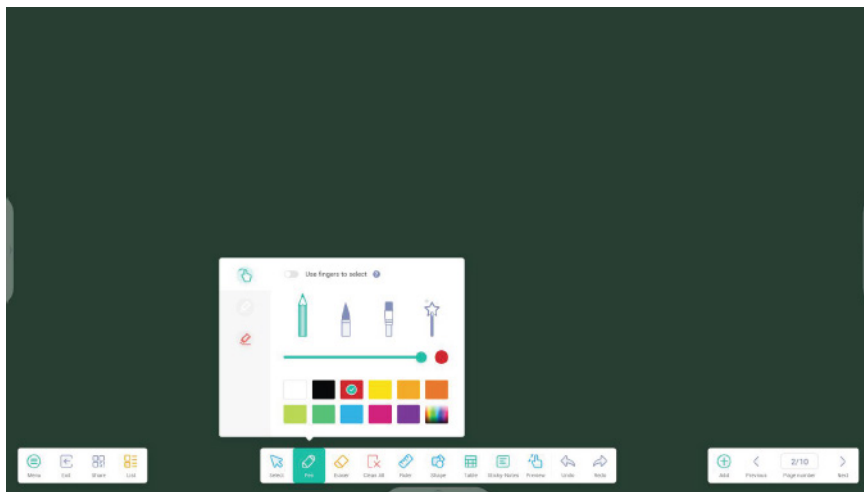 Use fingers to select ?
Menu Exit Share List
Select Pen Eraser Clear All Ruler Shape Table Sticky Notes Preview Undo Redo
2/10
Add Previous Page number Next